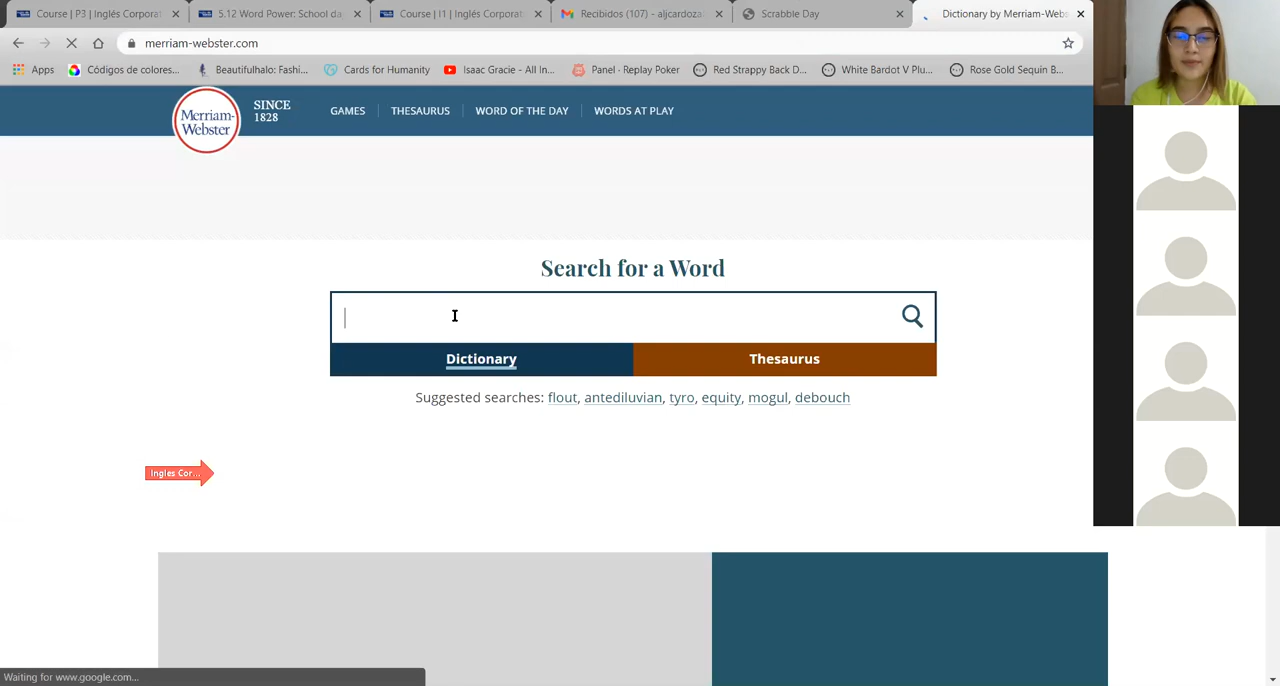 Course | P3 | Inglés Corporat
5.12 Word Power: School da
Course | I1 | Inglés Corporat
Recibidos (107) - aljcardoza
Scrabble Day
Dictionary by Merriam-Webs
merriam-webster.com
Apps
Códigos de colores...
Beautifulhalo: Fashi...
Cards for Humanity
Isaac Gracie - All In...
Panel · Replay Poker
Red Strappy Back D...
White Bardot V Plu...
Rose Gold Sequin B...
Merriam-
Webster
SINCE
1828
GAMES
THESAURUS
WORD OF THE DAY
WORDS AT PLAY
Search for a Word
Dictionary
Thesaurus
Suggested searches: flout, antediluvian, tyro, equity, mogul, debouch
Ingles Cor...
Waiting for www.google.com...